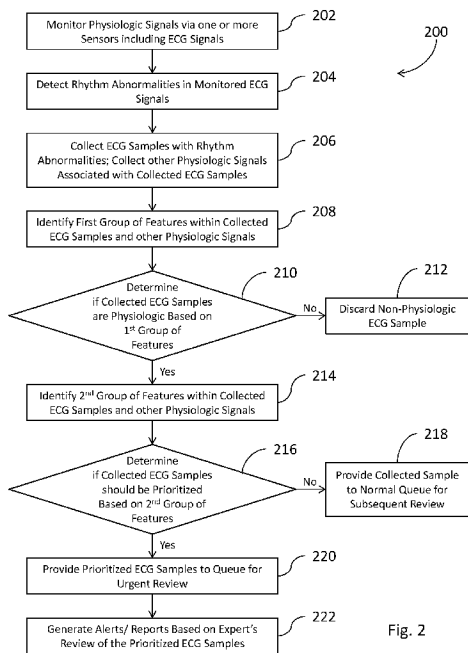 Monitor Physiologic Signals via one or more
Sensors including ECG Signals
202
200
Detect Rhythm Abnormalities in Monitored ECG
Signals
204
Collect ECG Samples with Rhythm
Abnormalities; Collect other Physiologic Signals
Associated with Collected ECG Samples
206
Identify First Group of Features within Collected
ECG Samples and other Physiologic Signals
208
Determine
if Collected ECG Samples
are Physiologic Based on
1st Group of
Features
210
No
Discard Non-Physiologic
ECG Sample
212
Yes
Identify 2nd Group of Features within Collected
ECG Samples and other Physiologic Signals
214
Determine
if Collected ECG Samples
should be Prioritized
Based on 2nd Group of
Features
216
No
Provide Collected Sample
to Normal Queue for
Subsequent Review
218
Yes
Provide Prioritized ECG Samples to Queue for
Urgent Review
220
Generate Alerts/ Reports Based on Expert's
Review of the Prioritized ECG Samples
222
Fig. 2